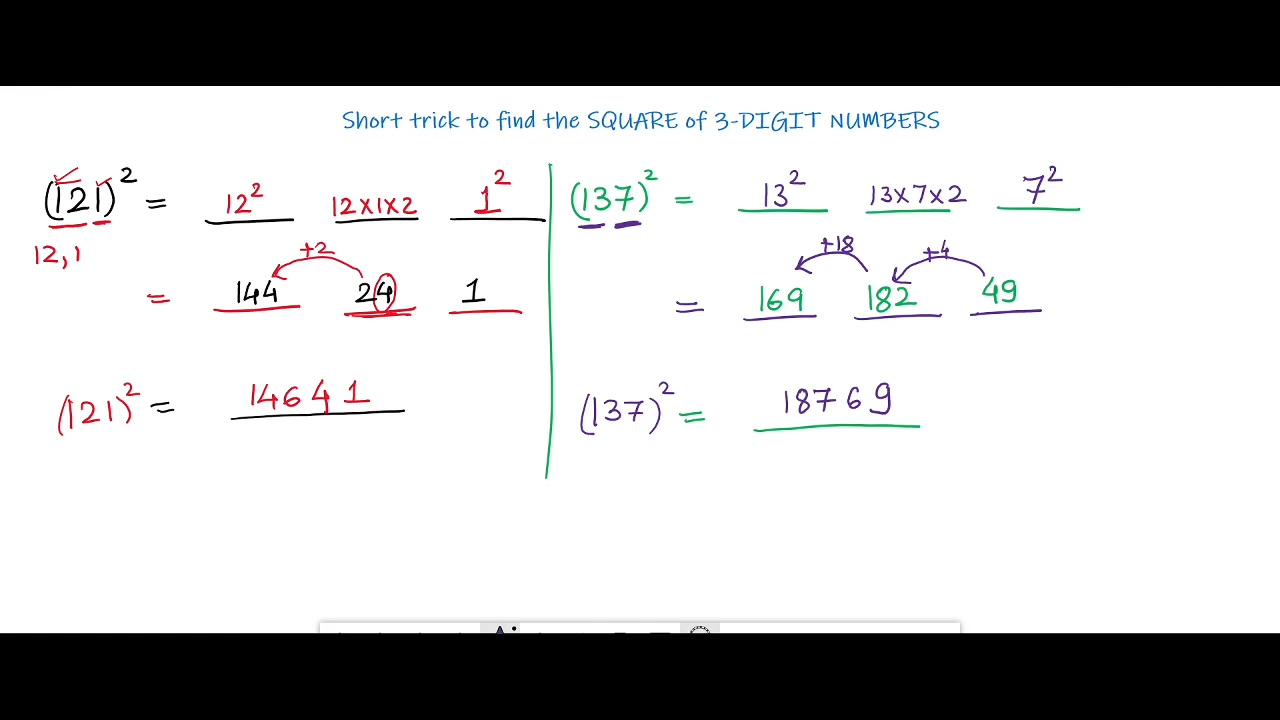 Short trick to find the SQUARE of 3-DIGIT NUMBERS
(121)² = 12² 12x1x2 1²
12,1
+2
= 144 24 1
(121)² = 14641
(137)² = 13² 13x7x2 7²
+18 +4
= 169 182 49
(137)² = 18769